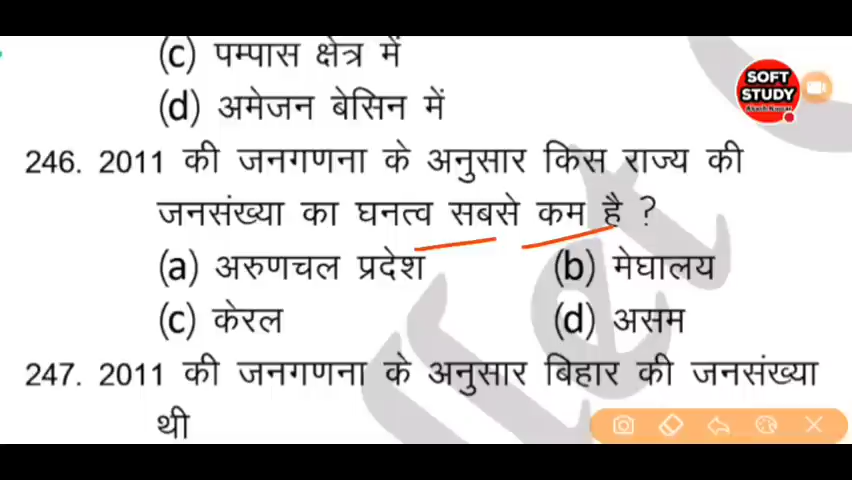 (c) पम्पास क्षेत्र में
(d) अमेजन बेसिन में
SOFT
STUDY
246. 2011 की जनगणना के अनुसार किस राज्य की
जनसंख्या का घनत्व सबसे कम है ?
(a) अरुणचल प्रदेश (b) मेघालय
(c) केरल (d) असम
247. 2011 की जनगणना के अनुसार बिहार की जनसंख्या
थी